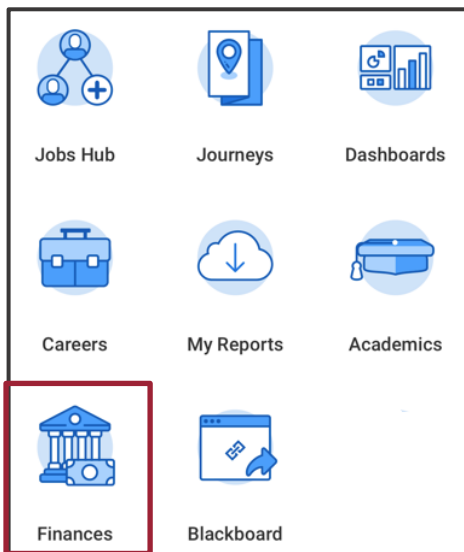 Jobs Hub
Journeys
Dashboards
Careers
My Reports
Academics
Finances
Blackboard